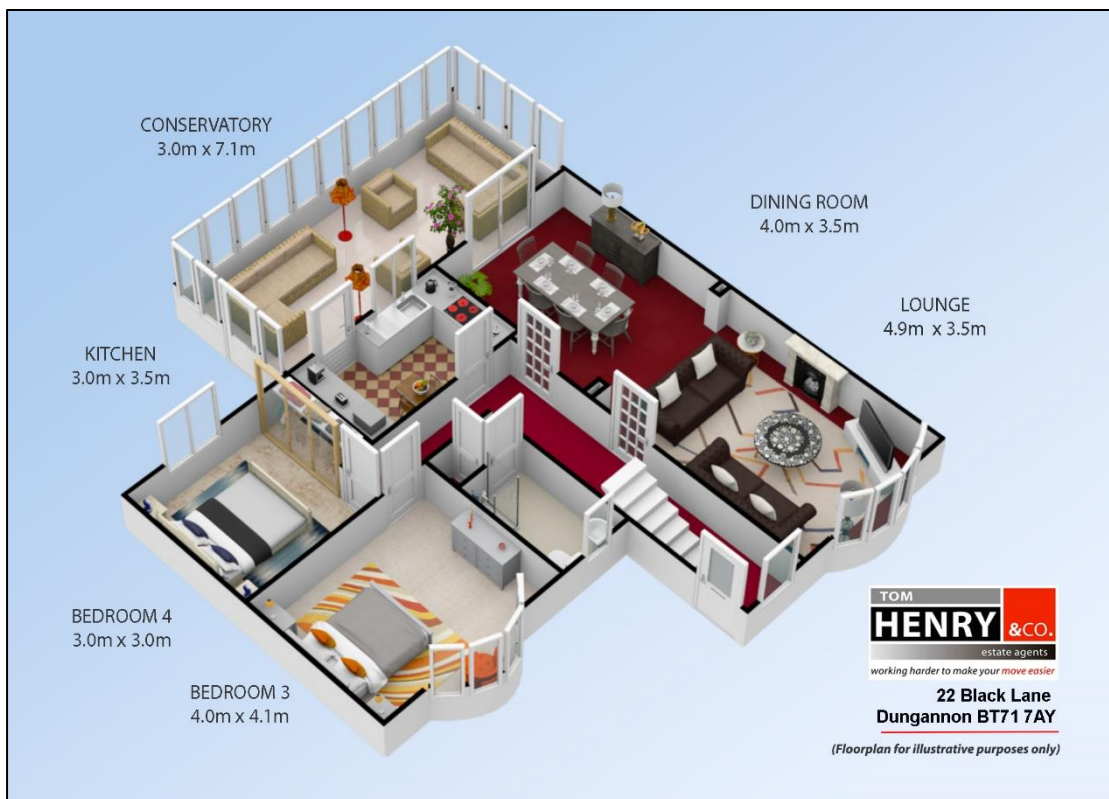 CONSERVATORY
3.0m x 7.1m
DINING ROOM
4.0m x 3.5m
LOUNGE
4.9m x 3.5m
KITCHEN
3.0m x 3.5m
BEDROOM 4
3.0m x 3.0m
BEDROOM 3
4.0m x 4.1m
TOM
HENRY &CO.
estate agents
working harder to make your move easier
22 Black Lane
Dungannon BT71 7AY
(Floorplan for illustrative purposes only)